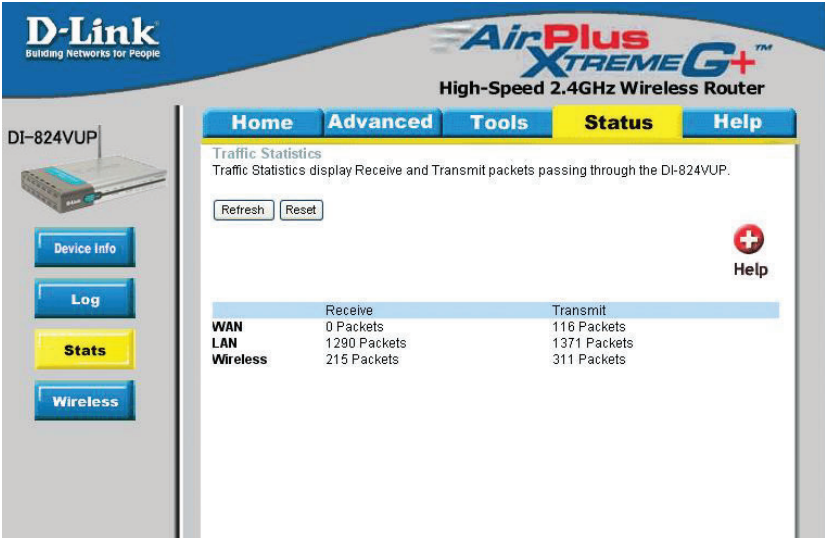 D-Link
Building Networks for People
AirPlus
XTREME G+™
High-Speed 2.4GHz Wireless Router
DI-824VUP
Home Advanced Tools Status Help
Traffic Statistics
Traffic Statistics display Receive and Transmit packets passing through the DI-824VUP.
Refresh Reset
Help
Device Info
Log
Stats
Wireless
Receive Transmit
WAN 0 Packets 116 Packets
LAN 1290 Packets 1371 Packets
Wireless 215 Packets 311 Packets